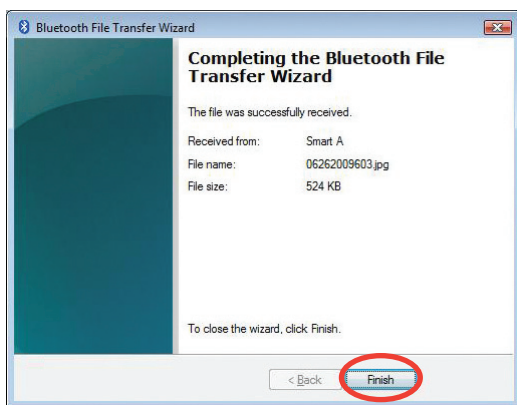 Bluetooth File Transfer Wizard
Completing the Bluetooth File
Transfer Wizard
The file was successfully received.
Received from: Smart A
File name: 06262009603.jpg
File size: 524 KB
To close the wizard, click Finish.
< Back Finish